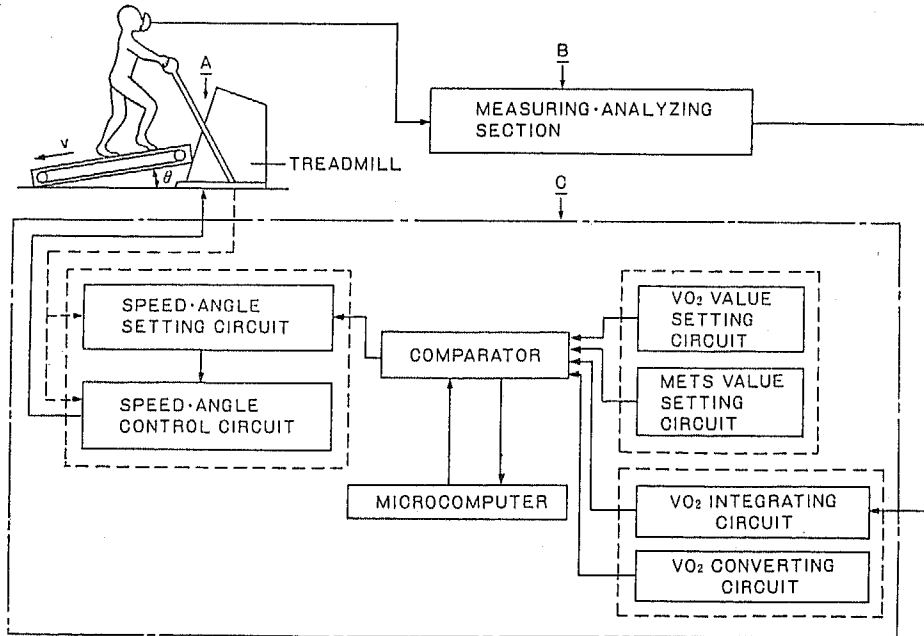 A
B
MEASURING·ANALYZING
SECTION
V
θ
TREADMILL
C
SPEED·ANGLE
SETTING CIRCUIT
SPEED·ANGLE
CONTROL CIRCUIT
COMPARATOR
MICROCOMPUTER
VO₂ VALUE
SETTING
CIRCUIT
METS VALUE
SETTING
CIRCUIT
VO₂ INTEGRATING
CIRCUIT
VO₂ CONVERTING
CIRCUIT